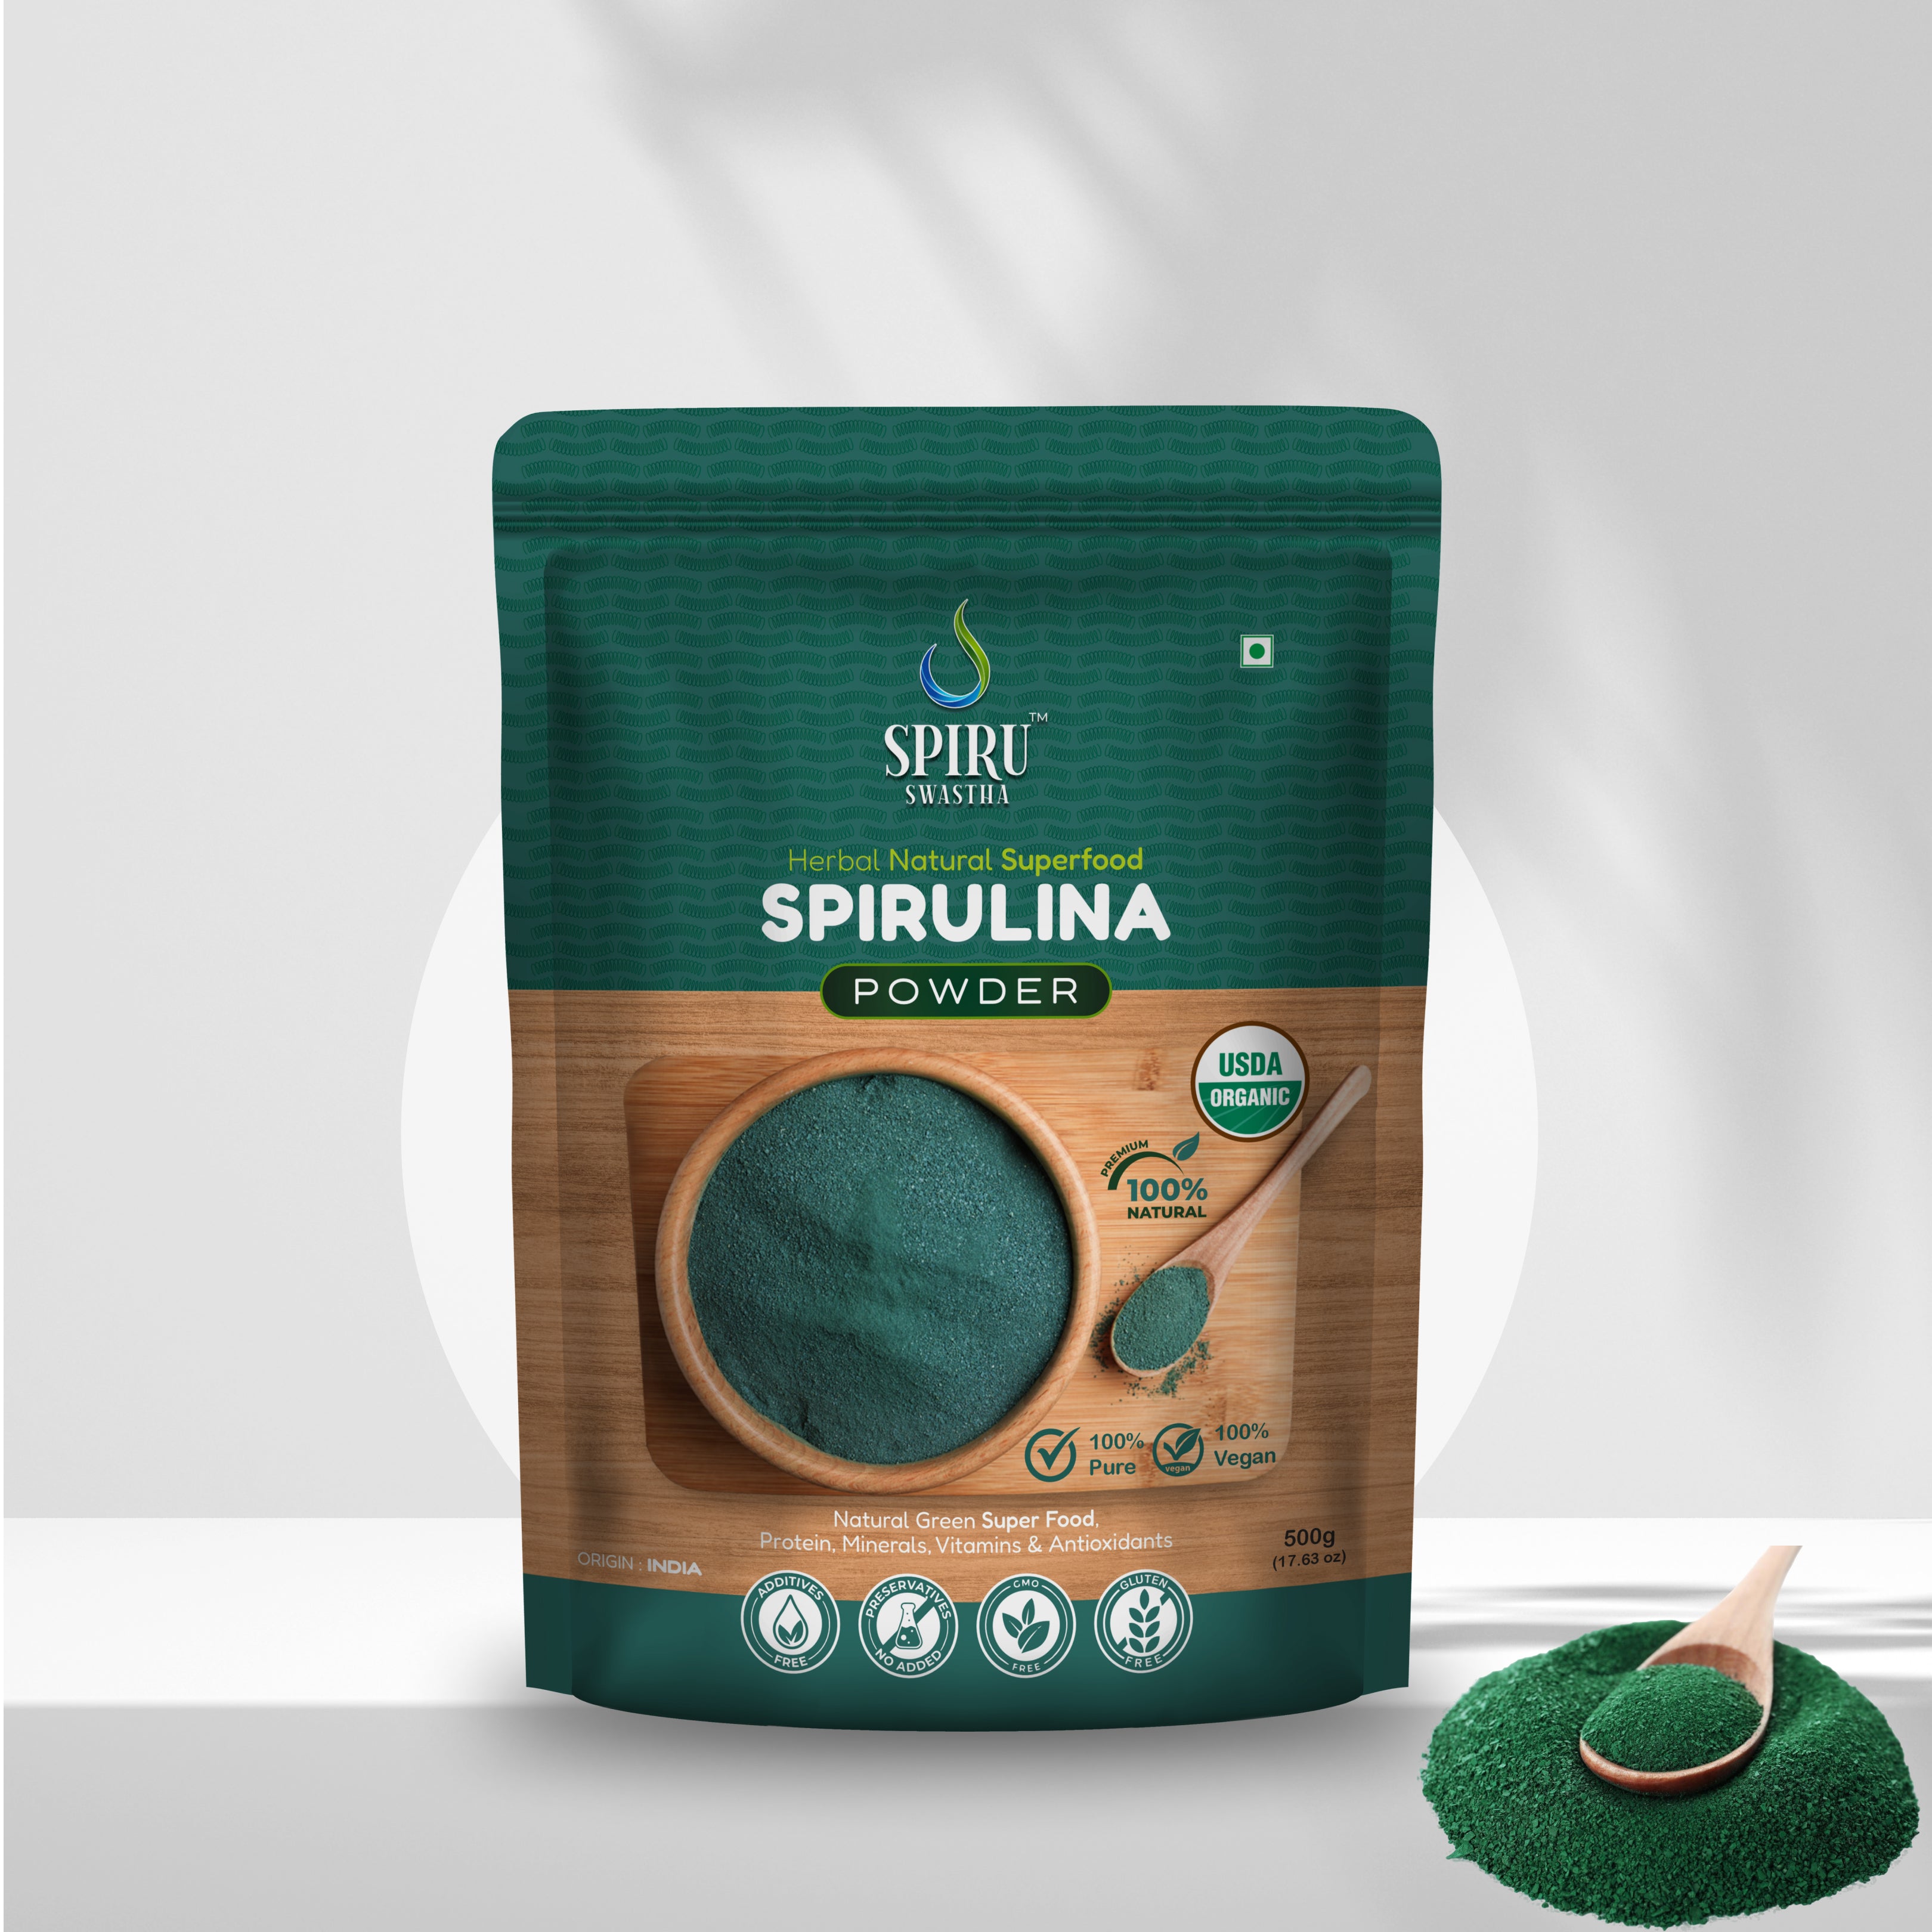 SPIRU™
SWASTHA
Herbal Natural Superfood
SPIRULINA
POWDER
USDA
ORGANIC
PREMIUM
100%
NATURAL
100%
Pure
vegan
100%
Vegan
Natural Green Super Food,
Protein, Minerals, Vitamins & Antioxidants
ORIGIN : INDIA
500g
(17.63 oz)
ADDITIVES
FREE
PRESERVATIVES
NO ADDED
GMO
FREE
GLUTEN
FREE